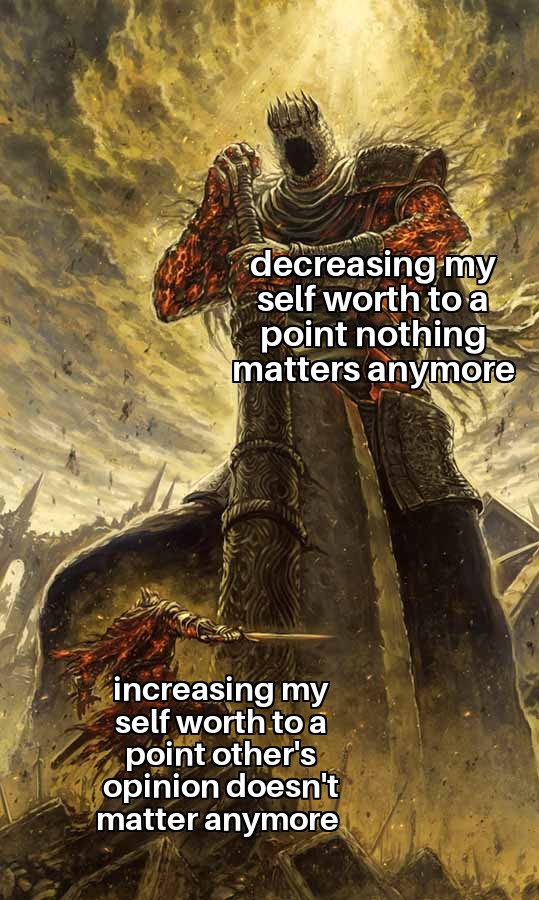 decreasing my
self worth to a
point nothing
matters anymore
increasing my
self worth to a
point other's
opinion doesn't
matter anymore